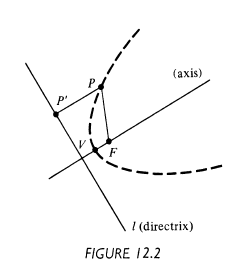 (axis)
P
P'
V
F
l (directrix)
FIGURE 12.2